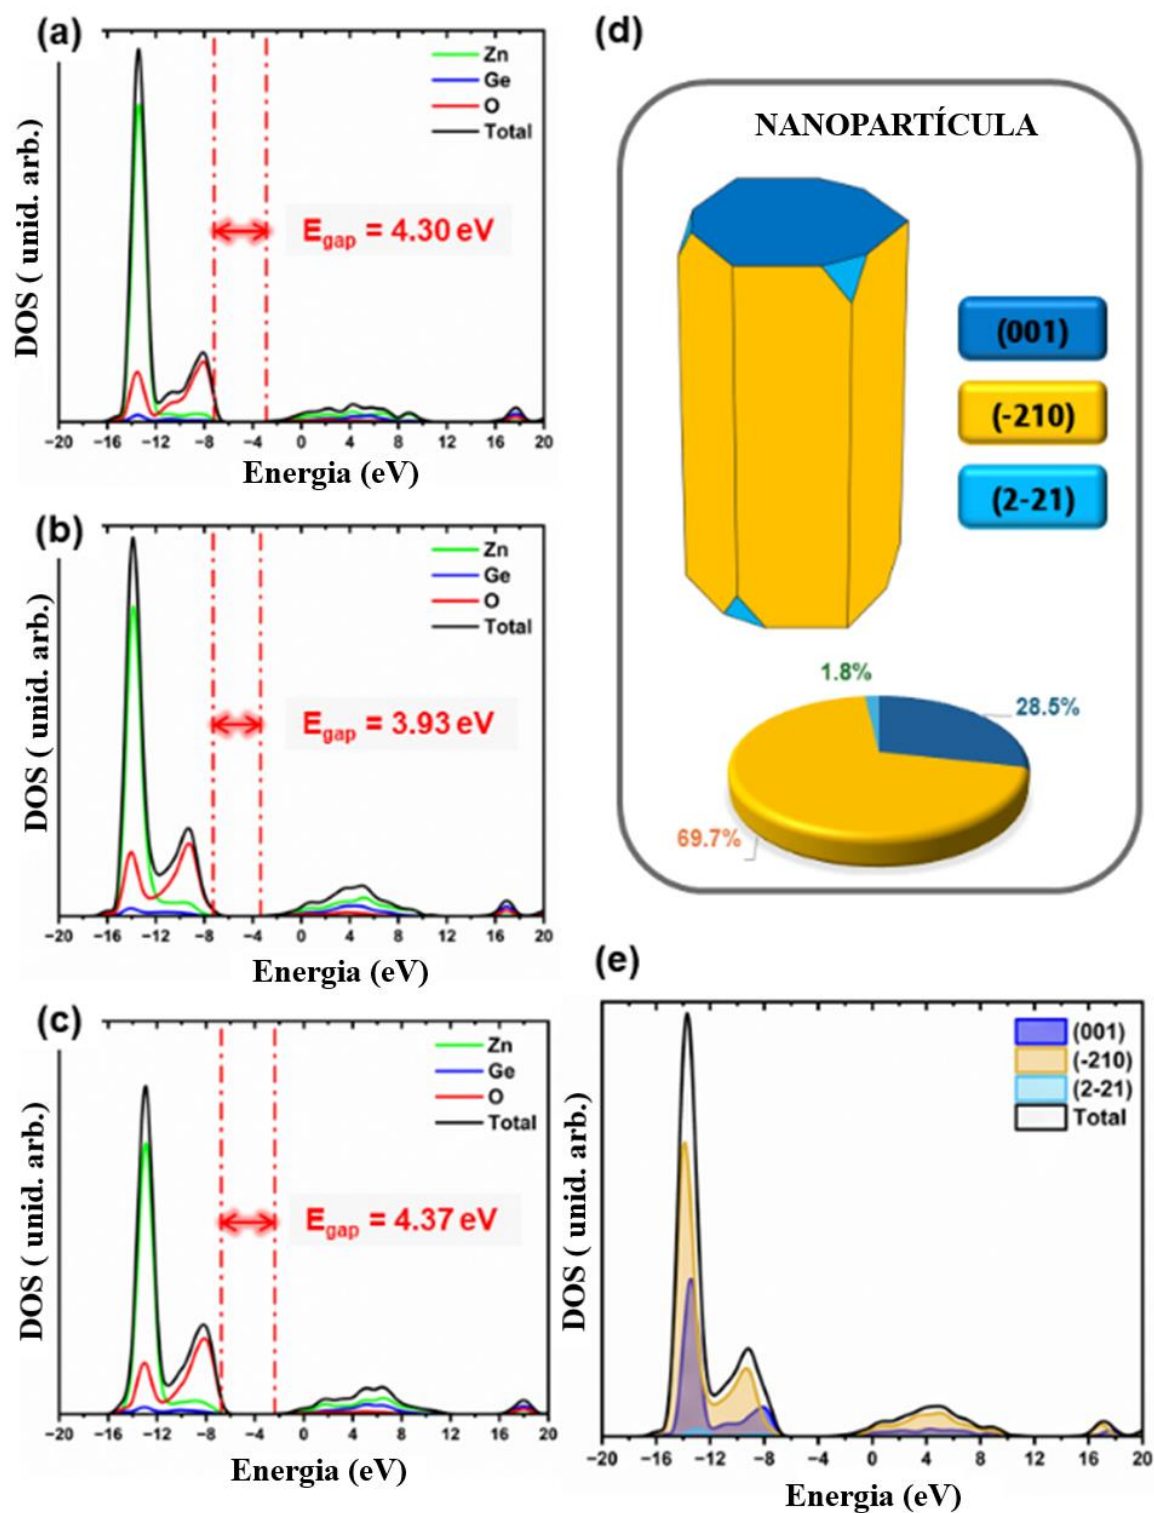 (a)
Zn
Ge
O
Total
E_gap = 4.30 eV
DOS ( unid. arb.)
−20 −16 −12 −8 −4 0 4 8 12 16 20
Energia (eV)
(b)
Zn
Ge
O
Total
E_gap = 3.93 eV
DOS ( unid. arb.)
−20 −16 −12 −8 −4 0 4 8 12 16 20
Energia (eV)
(c)
Zn
Ge
O
Total
E_gap = 4.37 eV
DOS ( unid. arb.)
−20 −16 −12 −8 −4 0 4 8 12 16 20
Energia (eV)
(d)
NANOPARTÍCULA
(001)
(-210)
(2-21)
1.8%
28.5%
69.7%
(e)
(001)
(-210)
(2-21)
Total
DOS ( unid. arb.)
−20 −16 −12 −8 −4 0 4 8 12 16 20
Energia (eV)